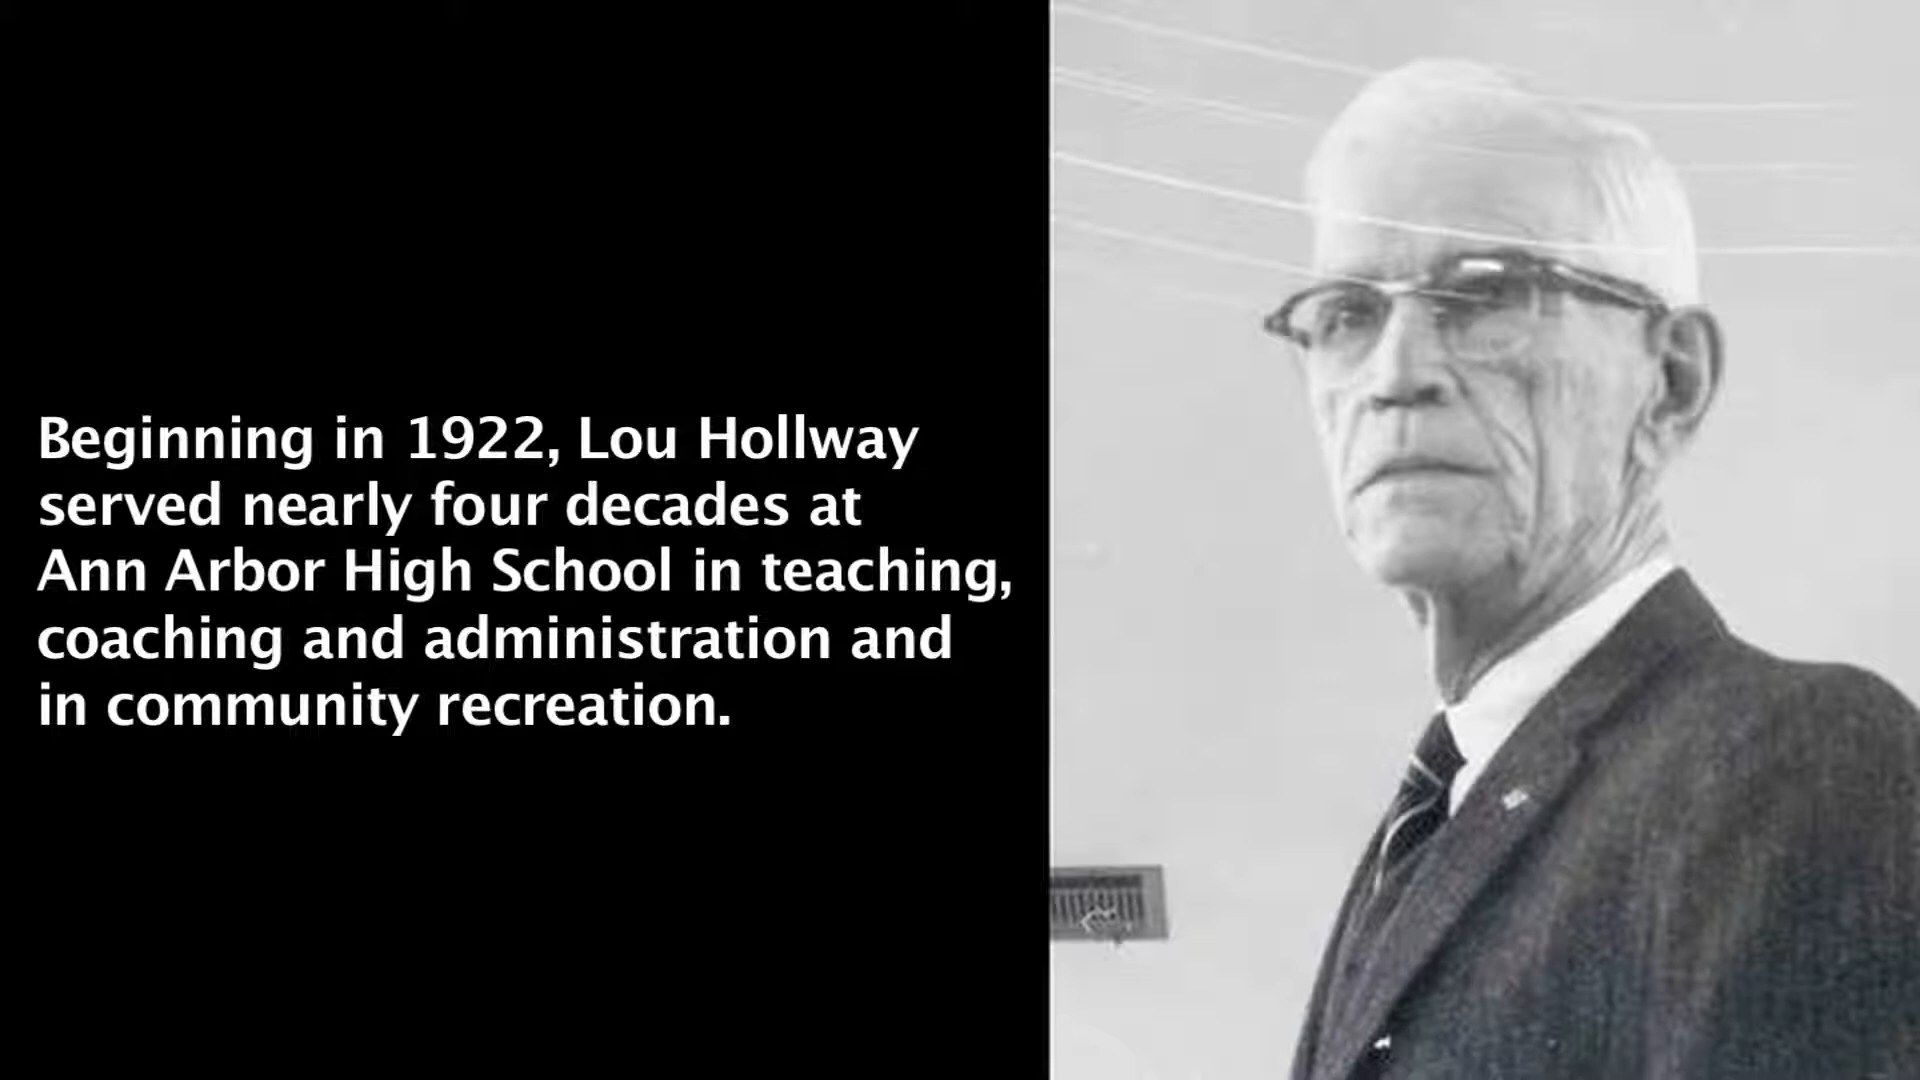 Beginning in 1922, Lou Hollway
served nearly four decades at
Ann Arbor High School in teaching,
coaching and administration and
in community recreation.